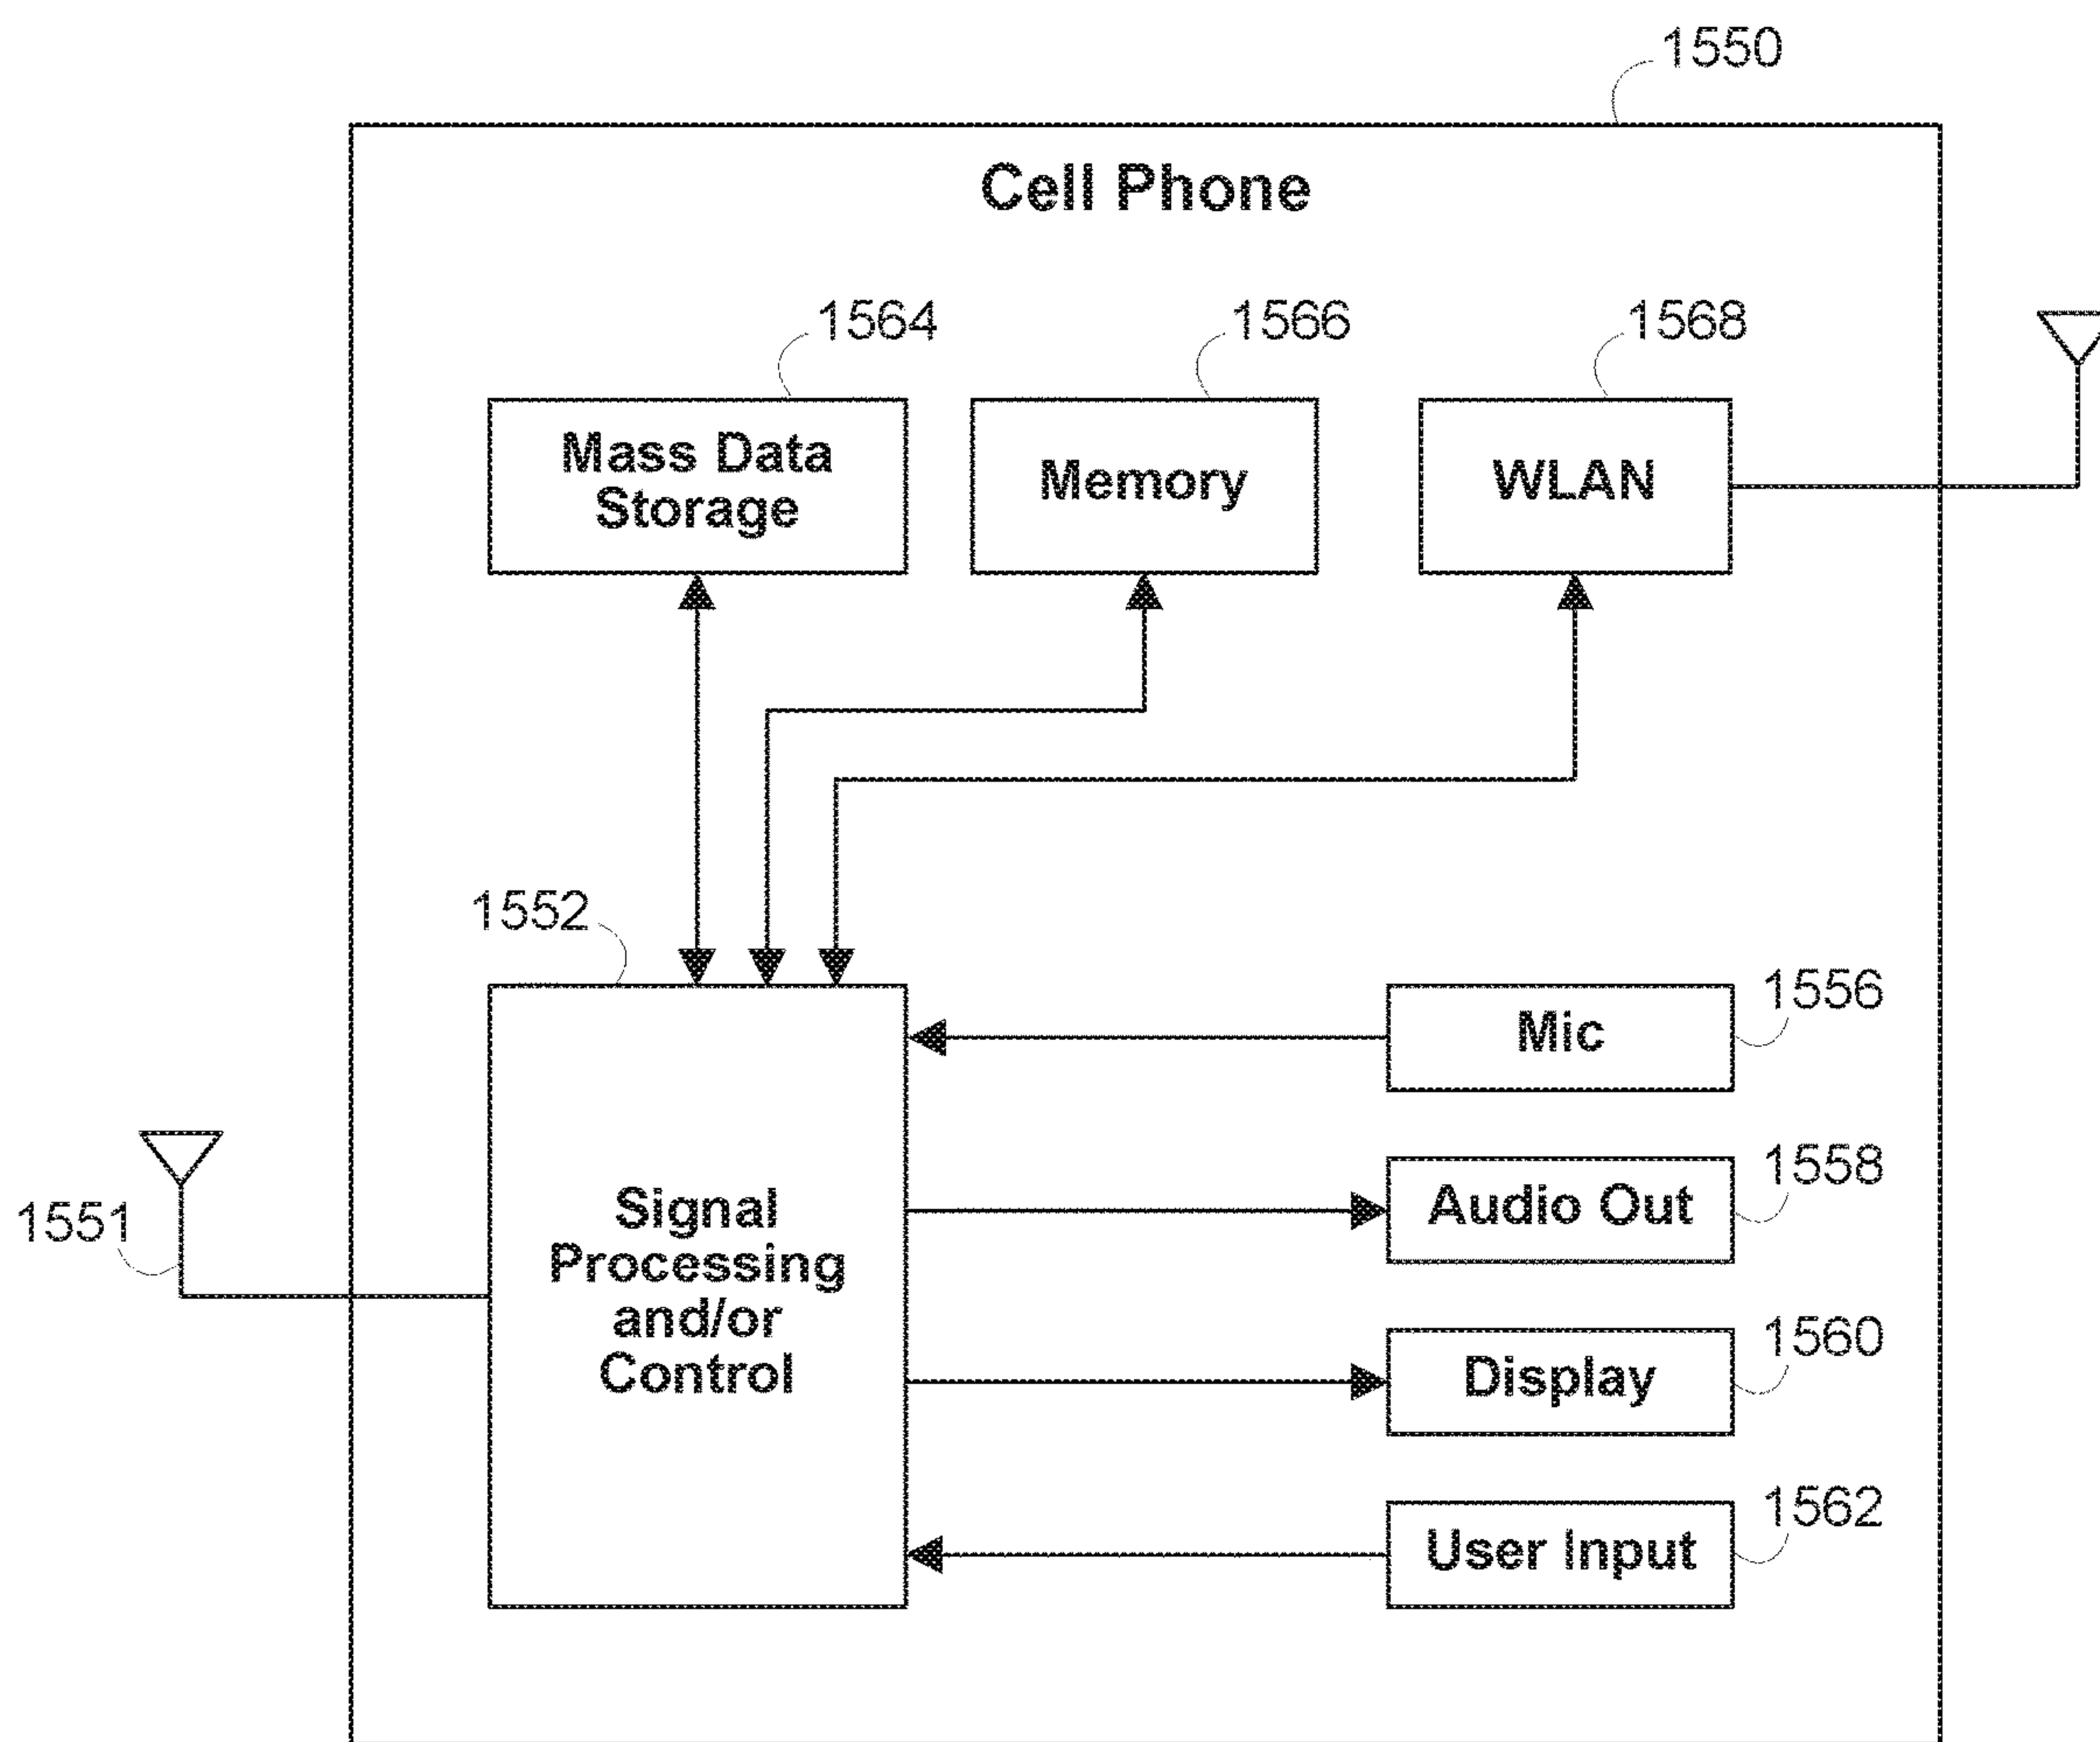 1550
Cell Phone
1564
1566
1568
Mass Data
Storage
Memory
WLAN
1552
1556
Mic
1551
Signal
Processing
and/or
Control
1558
Audio Out
1560
Display
1562
User Input